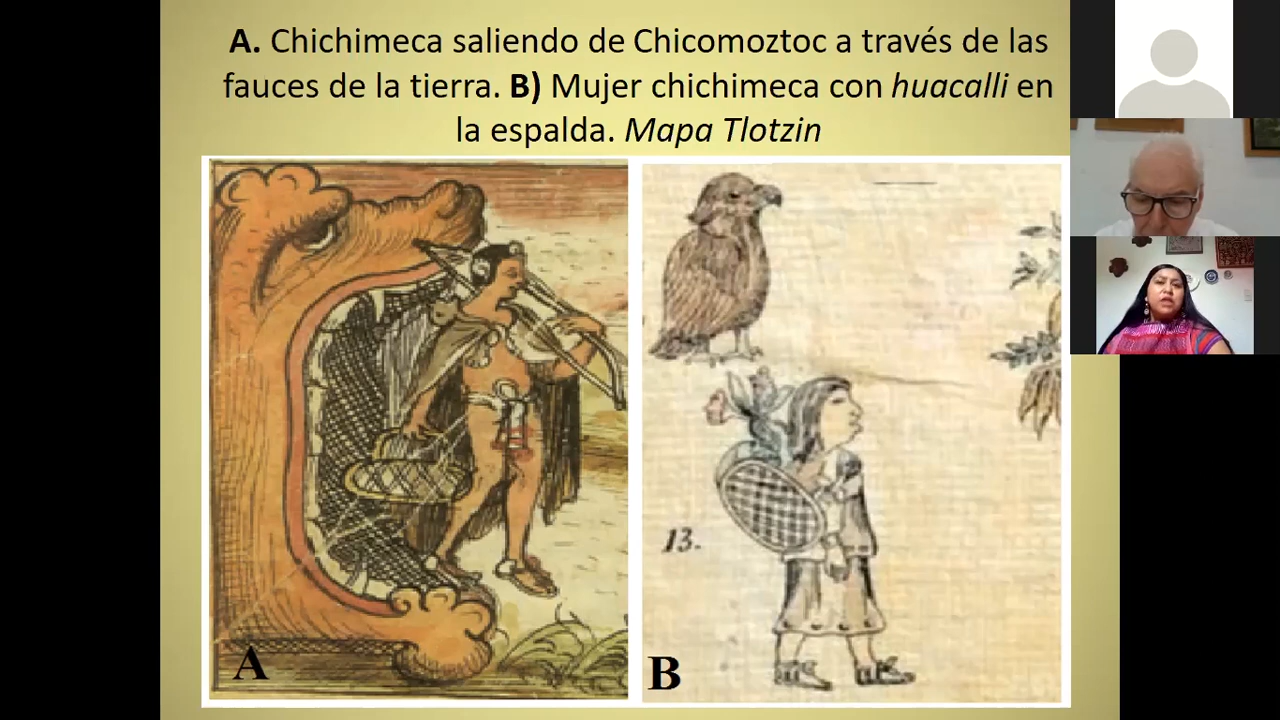 A. Chichimeca saliendo de Chicomoztoc a través de las
fauces de la tierra. B) Mujer chichimeca con huacalli en
la espalda. Mapa Tlotzin
13.
A
B